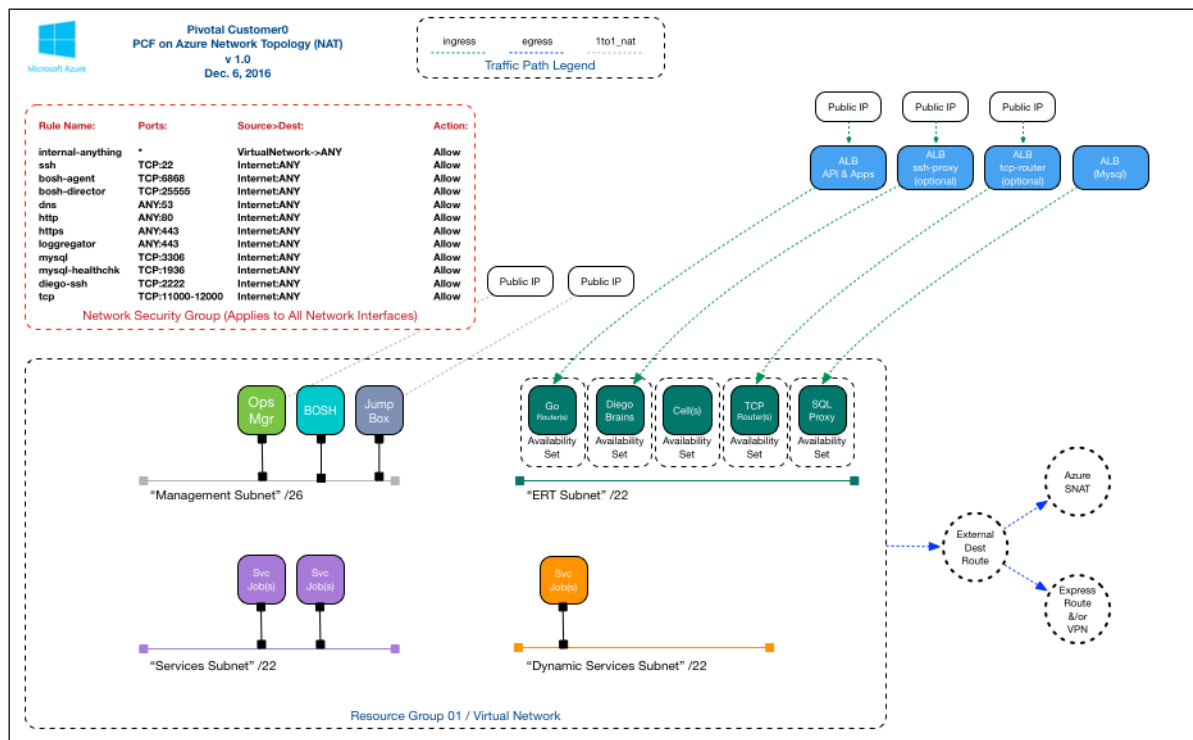 Microsoft Azure
Pivotal Customer0
PCF on Azure Network Topology (NAT)
v 1.0
Dec. 6, 2016
ingress egress 1to1_nat
Traffic Path Legend
Rule Name: Ports: Source>Dest: Action:
internal-anything * VirtualNetwork->ANY Allow
ssh TCP:22 Internet:ANY Allow
bosh-agent TCP:6868 Internet:ANY Allow
bosh-director TCP:25555 Internet:ANY Allow
dns ANY:53 Internet:ANY Allow
http ANY:80 Internet:ANY Allow
https ANY:443 Internet:ANY Allow
loggregator ANY:443 Internet:ANY Allow
mysql TCP:3306 Internet:ANY Allow
mysql-healthchk TCP:1936 Internet:ANY Allow
diego-ssh TCP:2222 Internet:ANY Allow
tcp TCP:11000-12000 Internet:ANY Allow
Network Security Group (Applies to All Network Interfaces)
Public IP
Public IP
Public IP
ALB
API & Apps
ALB
ssh-proxy
(optional)
ALB
tcp-router
(optional)
ALB
(Mysql)
Public IP
Public IP
Ops
Mgr
BOSH
Jump
Box
"Management Subnet" /26
Go
Router(s)
Availability
Set
Diego
Brains
Availability
Set
Cell(s)
Availability
Set
TCP
Router(s)
Availability
Set
SQL
Proxy
Availability
Set
"ERT Subnet" /22
Svc
Job(s)
Svc
Job(s)
"Services Subnet" /22
Svc
Job(s)
"Dynamic Services Subnet" /22
Resource Group 01 / Virtual Network
External
Dest
Route
Azure
SNAT
Express
Route
&/or
VPN